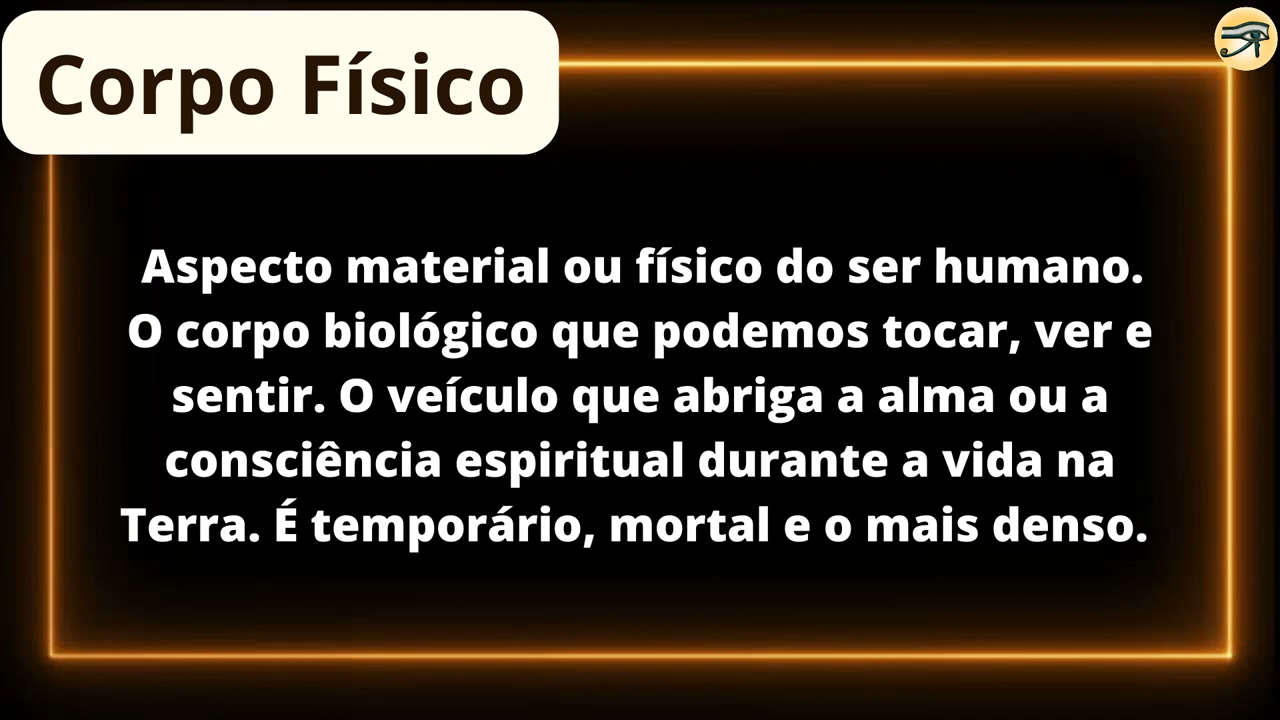 Corpo Físico
Aspecto material ou físico do ser humano.
O corpo biológico que podemos tocar, ver e
sentir. O veículo que abriga a alma ou a
consciência espiritual durante a vida na
Terra. É temporário, mortal e o mais denso.